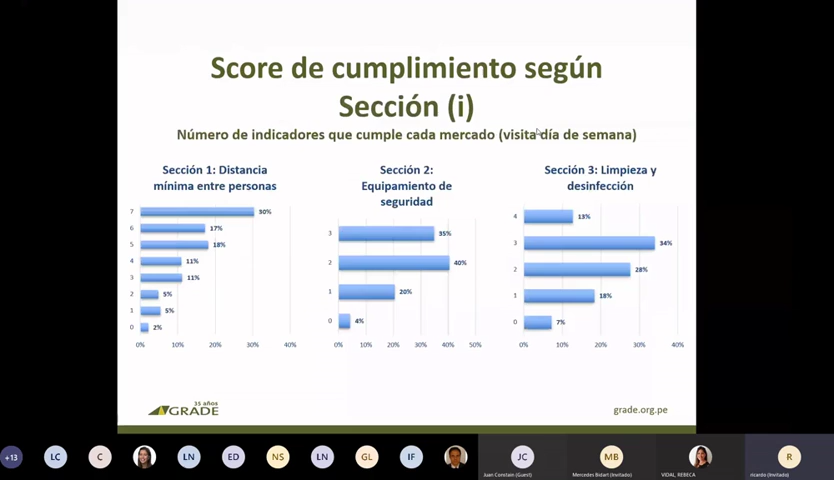 Score de cumplimiento según
Sección (i)
Número de indicadores que cumple cada mercado (visita día de semana)
Sección 1: Distancia
mínima entre personas
7 30%
6 17%
5 18%
4 11%
3 11%
2 5%
1 5%
0 2%
0% 10% 20% 30% 40%
Sección 2:
Equipamiento de
seguridad
3 35%
2 40%
1 20%
0 4%
0% 10% 20% 30% 40% 50%
Sección 3: Limpieza y
desinfección
4 13%
3 34%
2 28%
1 18%
0 7%
0% 10% 20% 30% 40%
35 años
GRADE
grade.org.pe
+13 LC C LN ED NS LN GL IF JC MB R
Juan Constain (Guest) Mercedes Bidart (Invitado) VIDAL, REBECA ricardo (Invitado)